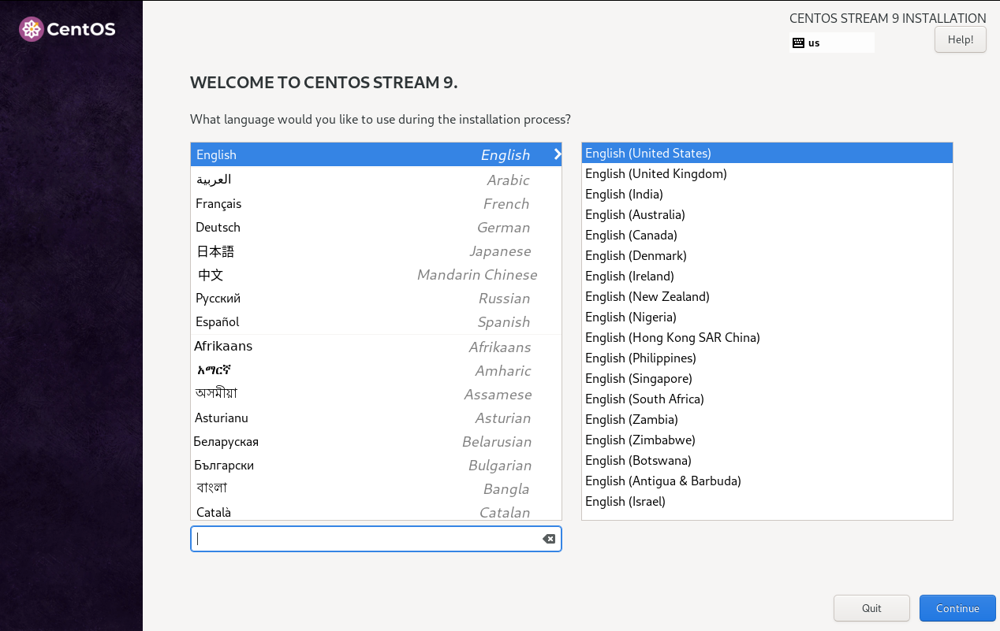 CentOS
CENTOS STREAM 9 INSTALLATION
us
Help!
WELCOME TO CENTOS STREAM 9.
What language would you like to use during the installation process?
English English
العربية Arabic
Français French
Deutsch German
日本語 Japanese
中文 Mandarin Chinese
Русский Russian
Español Spanish
Afrikaans Afrikaans
አማርኛ Amharic
অসমীয়া Assamese
Asturianu Asturian
Беларуская Belarusian
Български Bulgarian
বাংলা Bangla
Català Catalan
English (United States)
English (United Kingdom)
English (India)
English (Australia)
English (Canada)
English (Denmark)
English (Ireland)
English (New Zealand)
English (Nigeria)
English (Hong Kong SAR China)
English (Philippines)
English (Singapore)
English (South Africa)
English (Zambia)
English (Zimbabwe)
English (Botswana)
English (Antigua & Barbuda)
English (Israel)
Quit
Continue